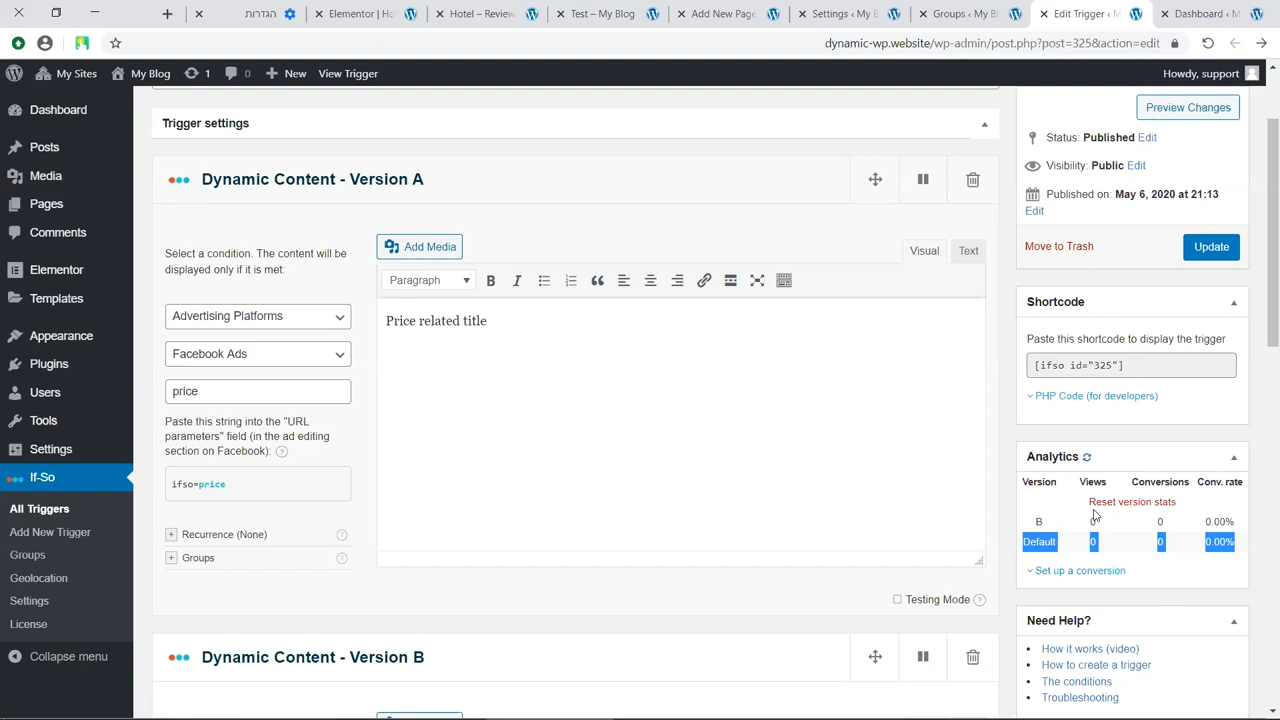 הגדרות
Elementor | Ho
Hotel – Review
Test – My Blog
Add New Page
Settings ‹ My B
Groups ‹ My Bl
Edit Trigger ‹ M
Dashboard ‹ M
dynamic-wp.website/wp-admin/post.php?post=325&action=edit
My Sites My Blog 1 0 New View Trigger Howdy, support
Dashboard
Posts
Media
Pages
Comments
Elementor
Templates
Appearance
Plugins
Users
Tools
Settings
If-So
All Triggers
Add New Trigger
Groups
Geolocation
Settings
License
Collapse menu
Trigger settings
Dynamic Content - Version A
Select a condition. The content will be
displayed only if it is met:
Advertising Platforms
Facebook Ads
price
Paste this string into the "URL
parameters" field (in the ad editing
section on Facebook): ?
ifso=price
+ Recurrence (None) ?
+ Groups ?
Add Media
Visual Text
Paragraph
Price related title
Testing Mode ?
Dynamic Content - Version B
Preview Changes
Status: Published Edit
Visibility: Public Edit
Published on: May 6, 2020 at 21:13
Edit
Move to Trash Update
Shortcode
Paste this shortcode to display the trigger
[ifso id="325"]
PHP Code (for developers)
Analytics
Version Views Conversions Conv. rate
Reset version stats
B 0 0 0.00%
Default 0 0 0.00%
Set up a conversion
Need Help?
• How it works (video)
• How to create a trigger
• The conditions
• Troubleshooting